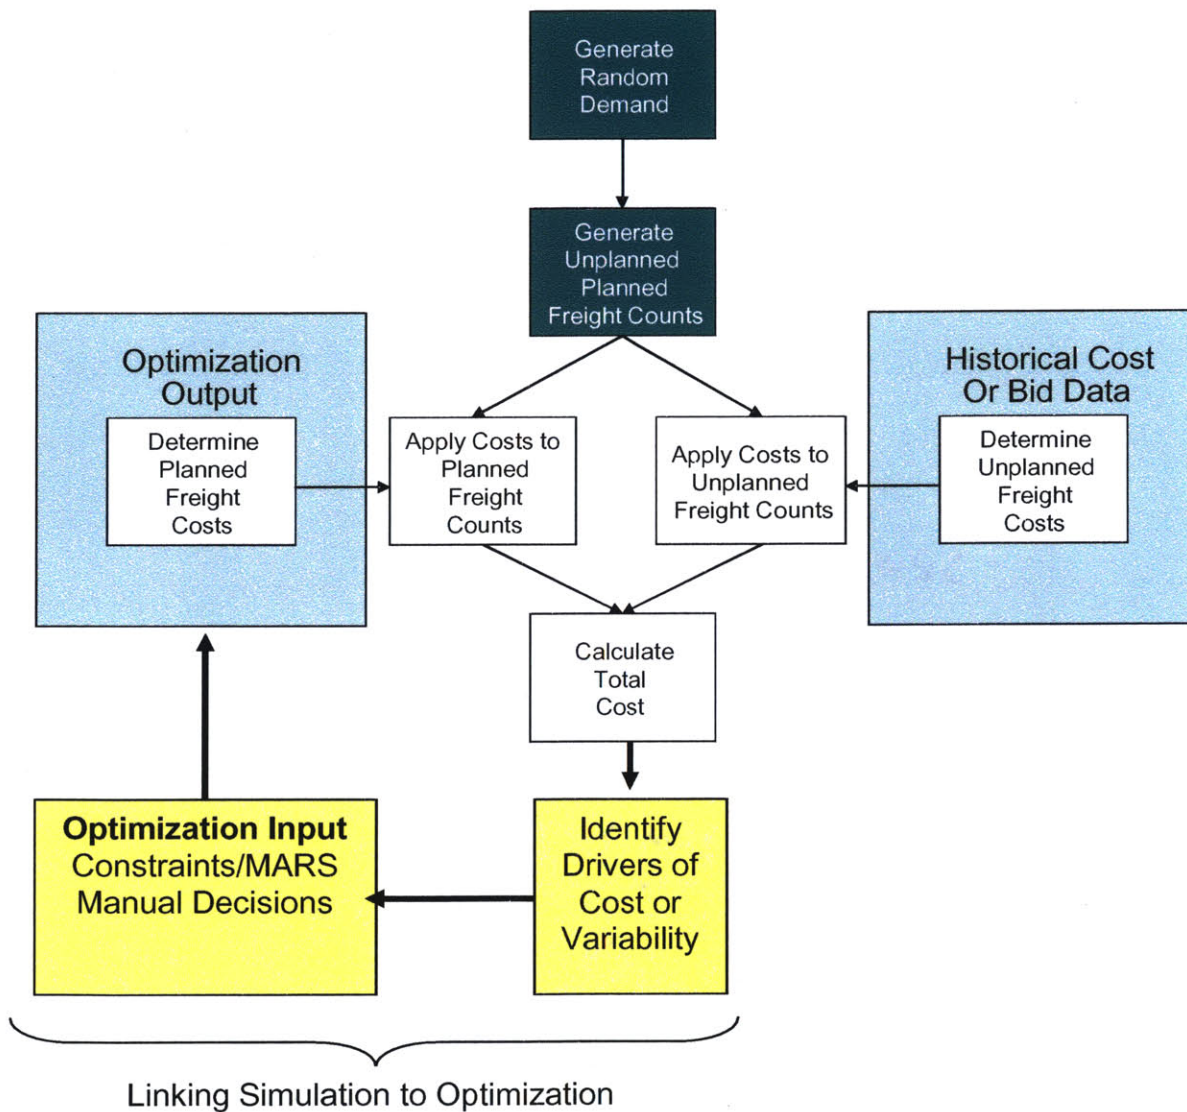 Generate
Random
Demand
Generate
Unplanned
Planned
Freight Counts
Optimization
Output
Determine
Planned
Freight
Costs
Apply Costs to
Planned
Freight
Counts
Apply Costs to
Unplanned
Freight Counts
Historical Cost
Or Bid Data
Determine
Unplanned
Freight
Costs
Calculate
Total
Cost
Optimization Input
Constraints/MARS
Manual Decisions
Identify
Drivers of
Cost or
Variability
Linking Simulation to Optimization